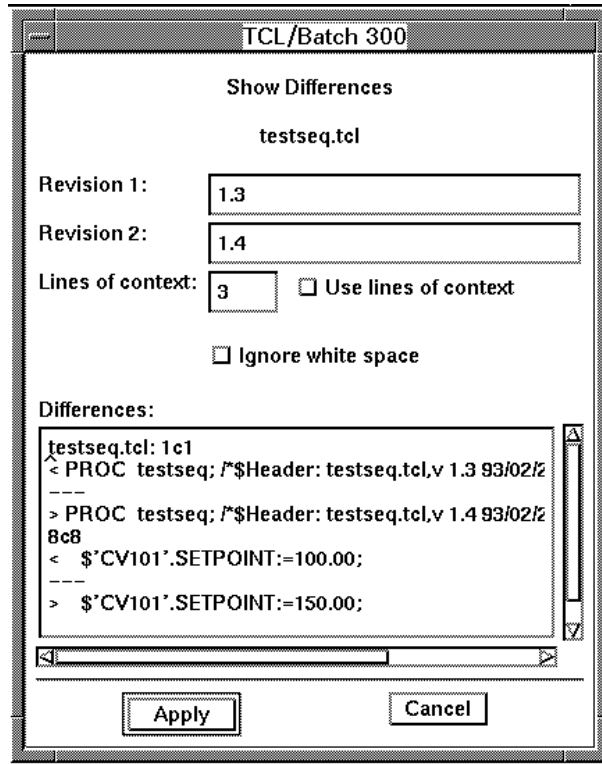 TCL/Batch 300
Show Differences
testseq.tcl
Revision 1:
1.3
Revision 2:
1.4
Lines of context:
3
Use lines of context
Ignore white space
Differences:
testseq.tcl: 1c1
< PROC  testseq; /*$Header: testseq.tcl,v 1.3 93/02/2
---
> PROC  testseq; /*$Header: testseq.tcl,v 1.4 93/02/2
8c8
<   $'CV101'.SETPOINT:=100.00;
---
>   $'CV101'.SETPOINT:=150.00;
Apply
Cancel